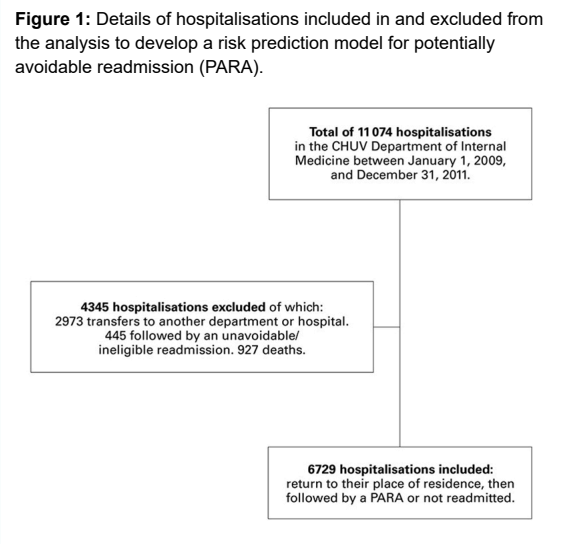 Figure 1: Details of hospitalisations included in and excluded from
the analysis to develop a risk prediction model for potentially
avoidable readmission (PARA).
Total of 11 074 hospitalisations
in the CHUV Department of Internal
Medicine between January 1, 2009,
and December 31, 2011.
4345 hospitalisations excluded of which:
2973 transfers to another department or hospital.
445 followed by an unavoidable/
ineligible readmission. 927 deaths.
6729 hospitalisations included:
return to their place of residence, then
followed by a PARA or not readmitted.